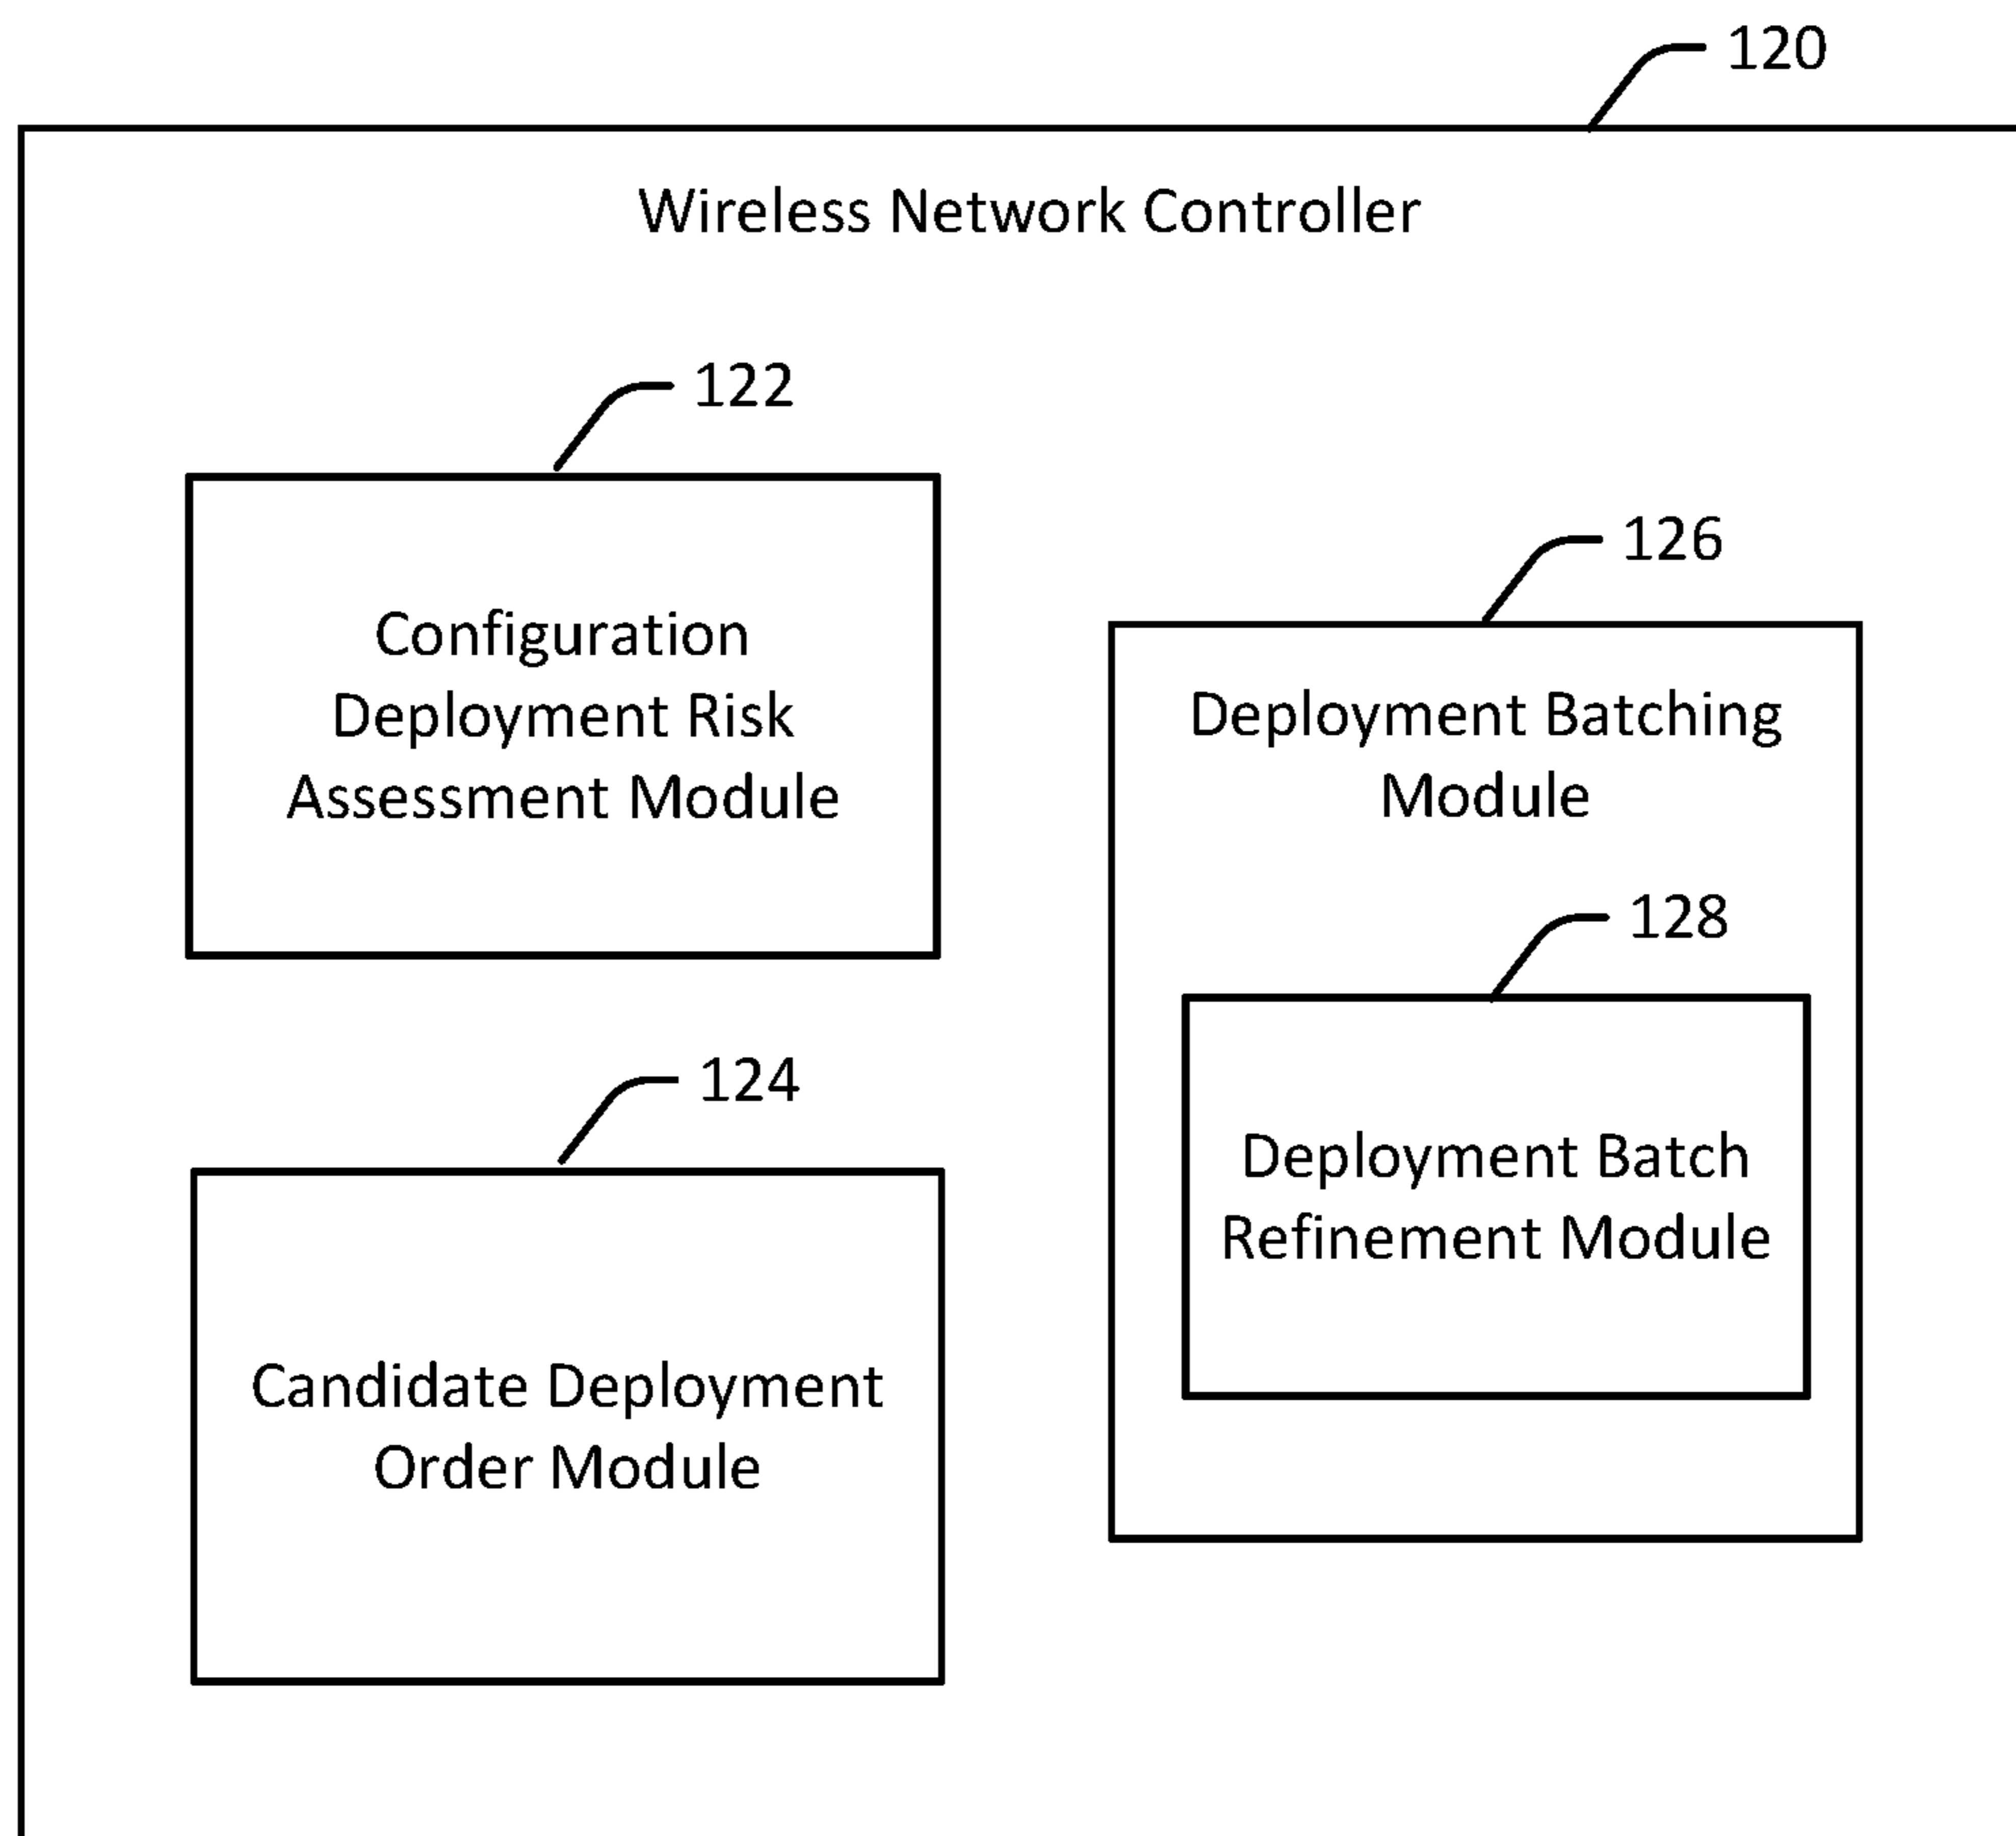 120
Wireless Network Controller
122
Configuration
Deployment Risk
Assessment Module
126
Deployment Batching
Module
128
Deployment Batch
Refinement Module
124
Candidate Deployment
Order Module